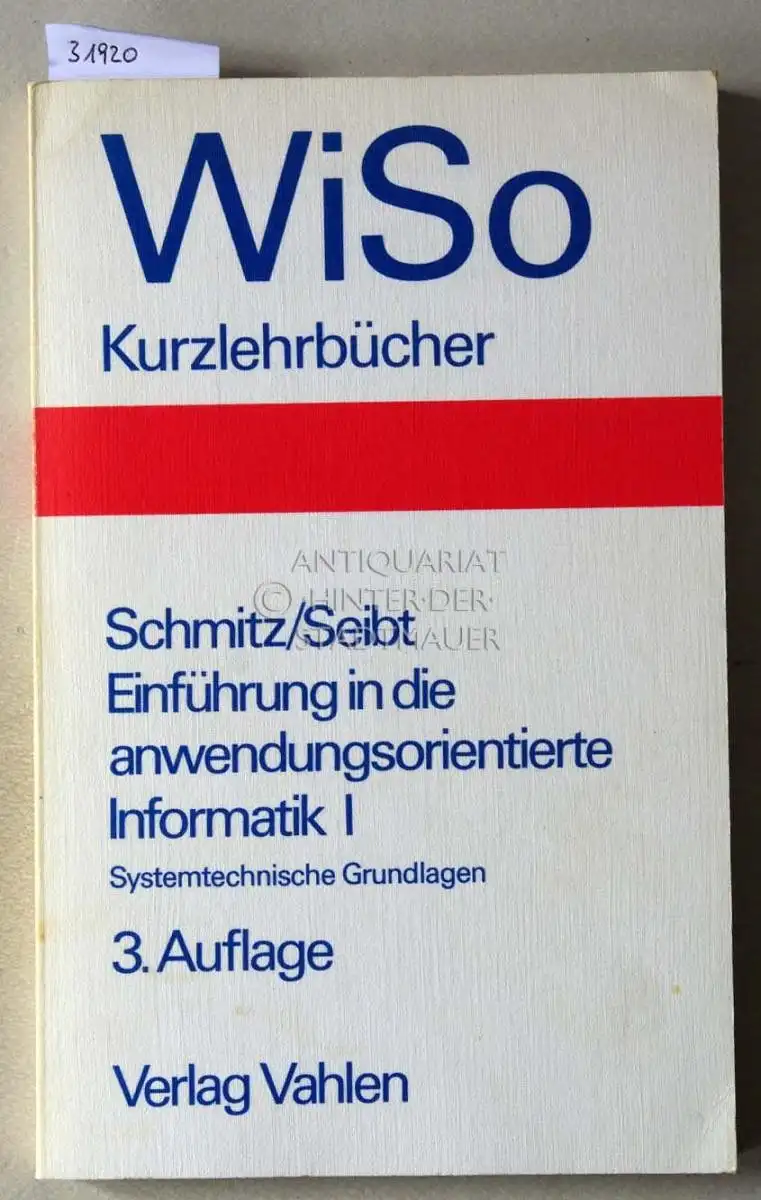 31920
WiSo
Kurzlehrbücher
ANTIQUARIAT
© HINTER·DER·
STADTMAUER
Schmitz/Seibt
Einführung in die
anwendungsorientierte
Informatik I
Systemtechnische Grundlagen
3. Auflage
Verlag Vahlen